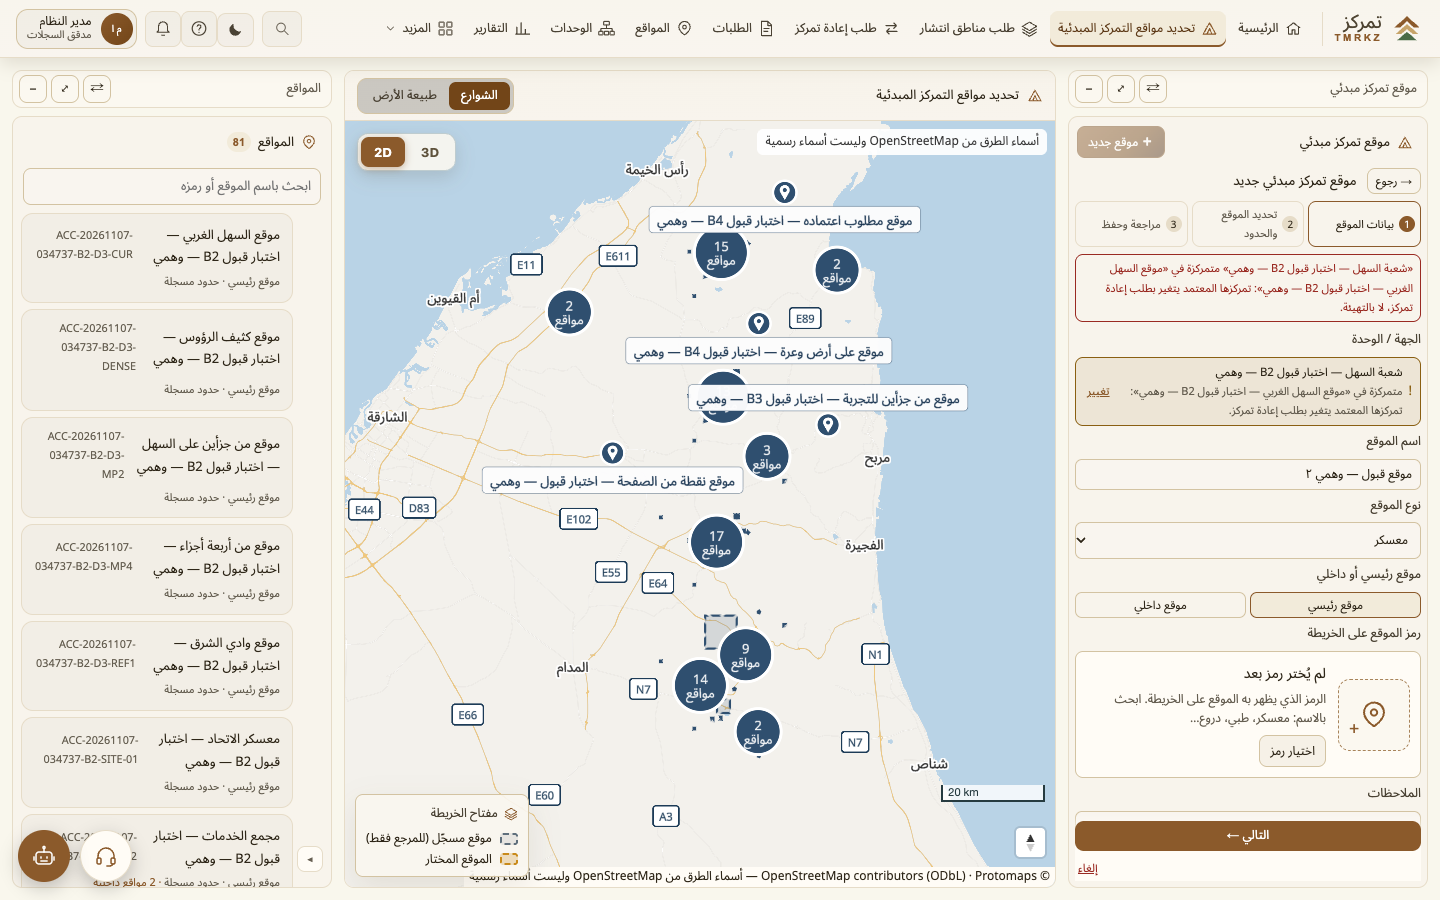 تمركز
TMRKZ
الرئيسية
تحديد مواقع التمركز المبدئية
طلب مناطق انتشار
طلب إعادة تمركز
الطلبات
المواقع
الوحدات
التقارير
المزيد
مدير النظام
مدقق السجلات
م ا
موقع تمركز مبدئي
موقع تمركز مبدئي
+ موقع جديد
→ رجوع
موقع تمركز مبدئي جديد
1 بيانات الموقع
2 تحديد الموقع والحدود
3 مراجعة وحفظ
«شعبة السهل — اختبار قبول B2 — وهمي» متمركزة في «موقع السهل
الغربي — اختبار قبول B2 — وهمي»: تمركزها المعتمد يتغير بطلب إعادة
تمركز، لا بالتهيئة.
الجهة / الوحدة
شعبة السهل — اختبار قبول B2 — وهمي
! متمركزة في «موقع السهل الغربي — اختبار قبول B2 — وهمي»:
تمركزها المعتمد يتغير بطلب إعادة تمركز.
تغيير
اسم الموقع
موقع قبول — وهمي ٢
نوع الموقع
معسكر
موقع رئيسي أو داخلي
موقع رئيسي
موقع داخلي
رمز الموقع على الخريطة
لم يُختر رمز بعد
الرمز الذي يظهر به الموقع على الخريطة. ابحث
بالاسم: معسكر، طبي، دروع...
اختيار رمز
الملاحظات
التالي ←
إلغاء
تحديد مواقع التمركز المبدئية
الشوارع
طبيعة الأرض
2D
3D
أسماء الطرق من OpenStreetMap وليست أسماء رسمية
رأس الخيمة
موقع مطلوب اعتماده — اختبار قبول B4 — وهمي
15
مواقع
2
مواقع
E611
E11
أم القيوين
2
مواقع
E89
موقع على أرض وعرة — اختبار قبول B4 — وهمي
موقع من جزأين للتجربة — اختبار قبول B3 — وهمي
الشارقة
3
مواقع
مربح
موقع نقطة من الصفحة — اختبار قبول — وهمي
E44
D83
E102
17
مواقع
الفجيرة
E55
E64
9
مواقع
N1
المدام
14
مواقع
N7
E66
2
مواقع
N7
شناص
20 km
E60
A3
مفتاح الخريطة
موقع مسجّل (للمرجع فقط)
الموقع المختار
© OpenStreetMap contributors (ODbL) · Protomaps — أسماء الطرق من OpenStreetMap وليست أسماء رسمية
المواقع
المواقع 81
ابحث باسم الموقع أو رمزه
موقع السهل الغربي —
اختبار قبول B2 — وهمي
ACC-20261107-
034737-B2-D3-CUR
موقع رئيسي · حدود مسجلة
موقع كثيف الرؤوس —
اختبار قبول B2 — وهمي
ACC-20261107-
034737-B2-D3-
DENSE
موقع رئيسي · حدود مسجلة
موقع من جزأين على السهل
— اختبار قبول B2 — وهمي
ACC-20261107-
034737-B2-D3-
MP2
موقع رئيسي · حدود مسجلة
موقع من أربعة أجزاء —
اختبار قبول B2 — وهمي
ACC-20261107-
034737-B2-D3-MP4
موقع رئيسي · حدود مسجلة
موقع وادي الشرق —
اختبار قبول B2 — وهمي
ACC-20261107-
034737-B2-D3-REF1
موقع رئيسي · حدود مسجلة
معسكر الاتحاد — اختبار
قبول B2 — وهمي
ACC-20261107-
034737-B2-SITE-01
موقع رئيسي · حدود مسجلة
مجمع الخدمات — اختبار
قبول B2 — وهمي
موقع رئيسي · حدود مسجلة · 2 مواقع داخلية